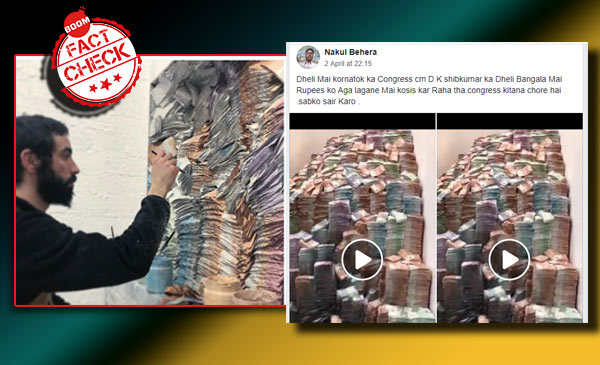 BOOM
FACT
CHECK
Nakul Behera
2 April at 22:15
Dheli Mai kornatok ka Congress cm D K shibkumar ka Dheli Bangala Mai
Rupees ko Aga lagane Mai kosis kar Raha tha.congress kitana chore hai
.sabko sair Karo .